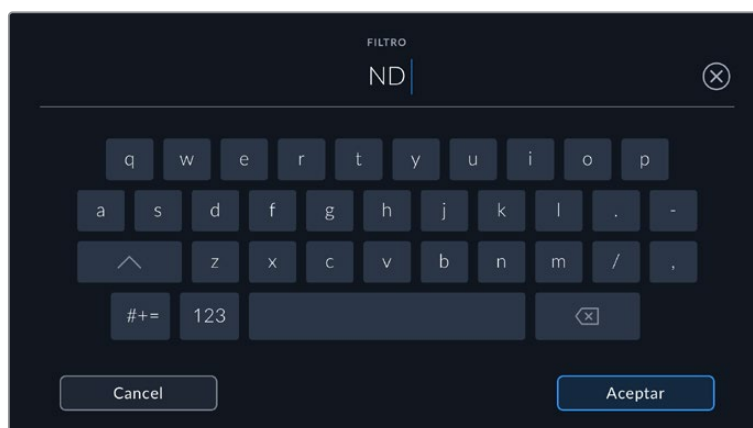 FILTRO
ND
q w e r t y u i o p
a s d f g h j k l . -
z x c v b n m / ,
#+= 123
Cancel Aceptar